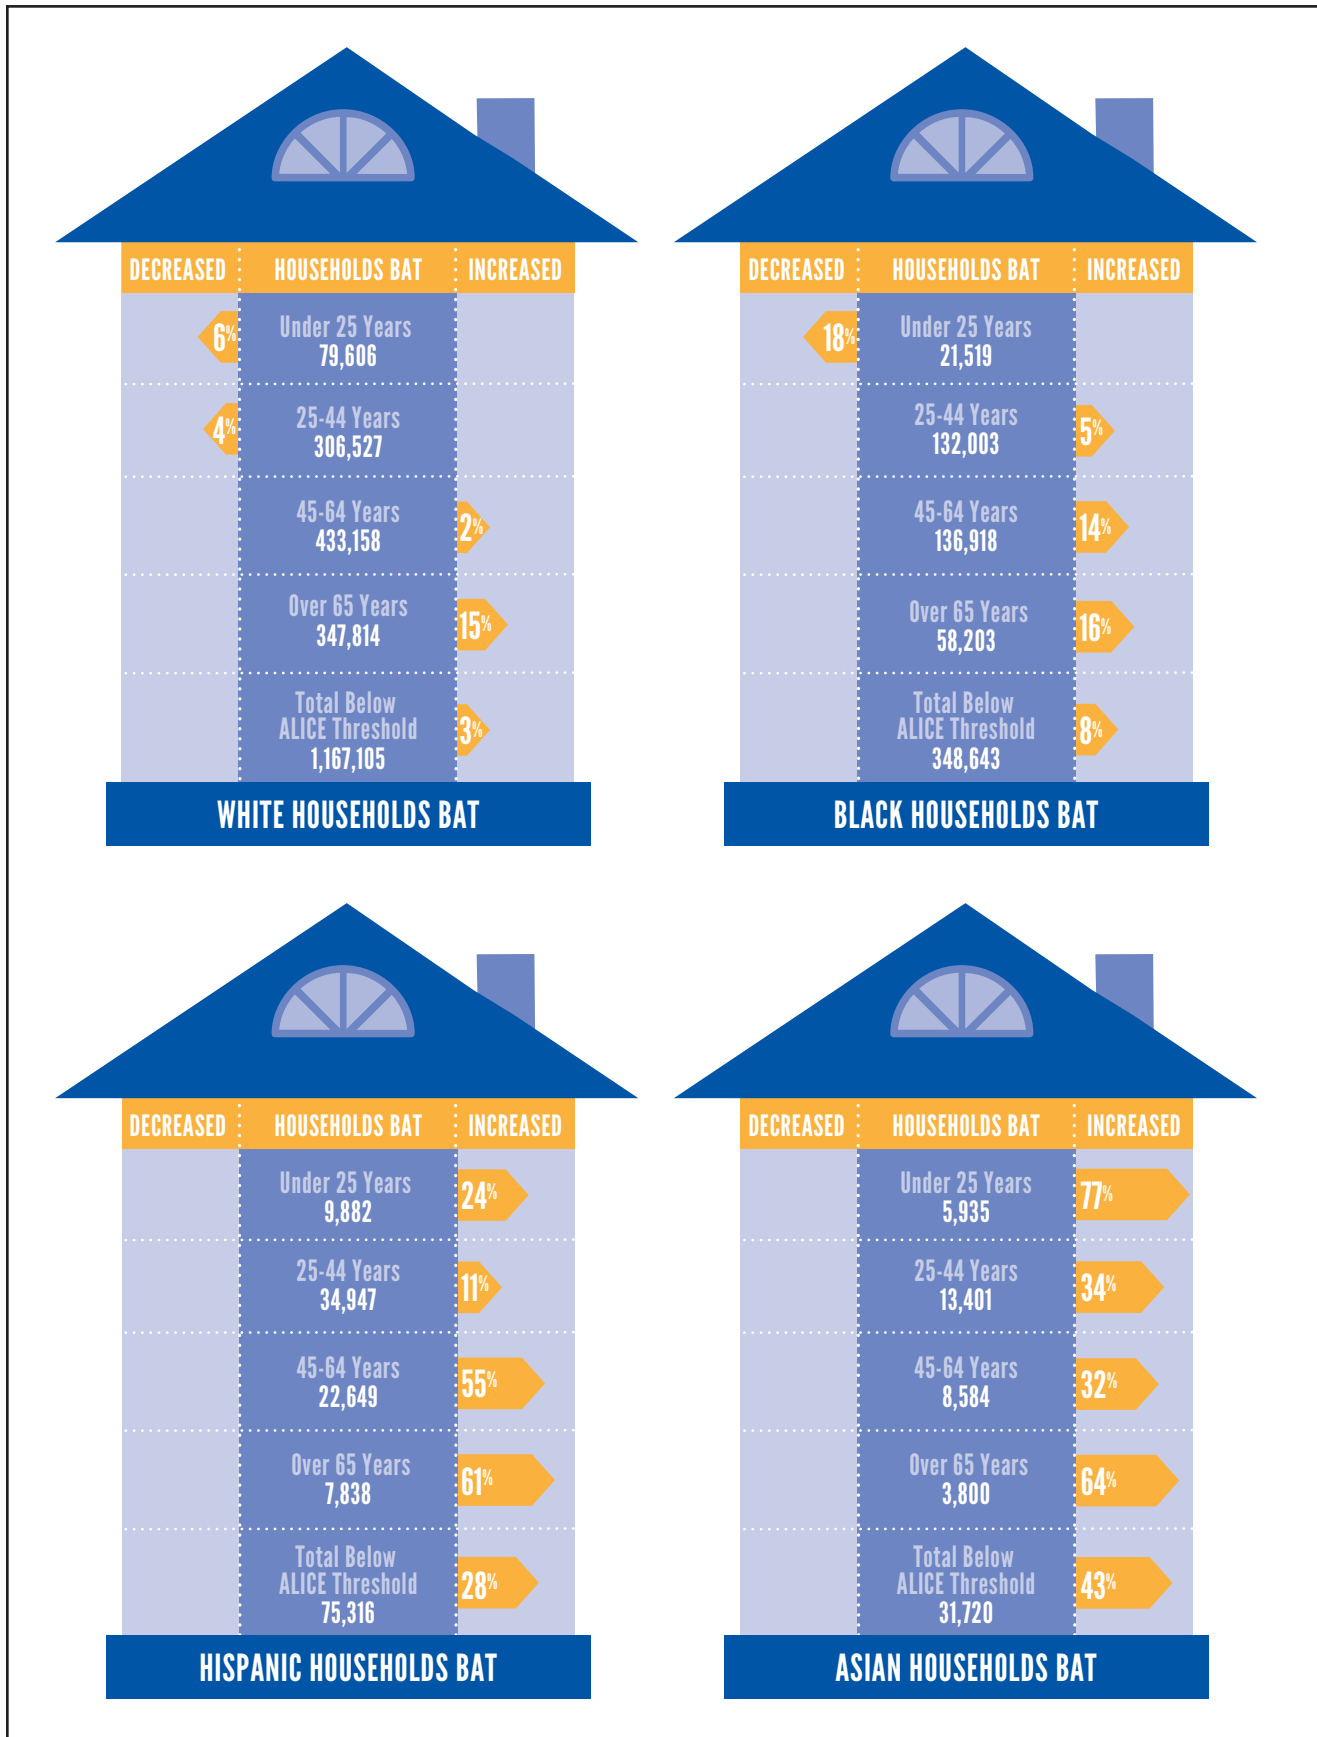 DECREASED HOUSEHOLDS BAT INCREASED
6% Under 25 Years
79,606
4% 25-44 Years
306,527
45-64 Years 2%
433,158
Over 65 Years 15%
347,814
Total Below
ALICE Threshold 3%
1,167,105
WHITE HOUSEHOLDS BAT
DECREASED HOUSEHOLDS BAT INCREASED
18% Under 25 Years
21,519
25-44 Years 5%
132,003
45-64 Years 14%
136,918
Over 65 Years 16%
58,203
Total Below
ALICE Threshold 8%
348,643
BLACK HOUSEHOLDS BAT
DECREASED HOUSEHOLDS BAT INCREASED
Under 25 Years 24%
9,882
25-44 Years 11%
34,947
45-64 Years 55%
22,649
Over 65 Years 61%
7,838
Total Below
ALICE Threshold 28%
75,316
HISPANIC HOUSEHOLDS BAT
DECREASED HOUSEHOLDS BAT INCREASED
Under 25 Years 77%
5,935
25-44 Years 34%
13,401
45-64 Years 32%
8,584
Over 65 Years 64%
3,800
Total Below
ALICE Threshold 43%
31,720
ASIAN HOUSEHOLDS BAT